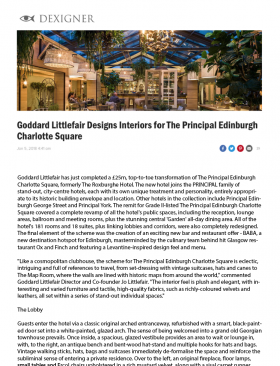 DEXIGNER
Goddard Littlefair Designs Interiors for The Principal Edinburgh
Charlotte Square
Goddard Littlefair has just completed a £25m, top-to-toe transformation of The Principal Edinburgh
Charlotte Square, formerly The Roxburghe Hotel. The new hotel joins the PRINCIPAL family of
stand-out, city-centre hotels, each with its own unique treatment and personality, entirely appropri-
ate to its historic building envelope and location. Other hotels in the collection include Principal Edin-
burgh George Street and Principal York. The remit for Grade II-listed The Principal Edinburgh Charlotte
Square covered a complete revamp of all the hotel's public spaces, including the reception, lounge
areas, ballroom and meeting rooms, plus the stunning central 'Garden' all-day dining area. All of the
hotel's 181 rooms and 18 suites, plus linking lobbies and corridors, were also completely redesigned.
The final element of the scheme was the creation of an exciting new bar and restaurant offer - BABA, a
new destination hotspot for Edinburgh, masterminded by the culinary team behind hit Glasgow res-
taurant Ox and Finch and featuring a Levantine-inspired design feel and menu.
"Like a cosmopolitan clubhouse, the scheme for The Principal Edinburgh Charlotte Square is eclectic,
intriguing and full of references to travel, from set-dressing with vintage suitcases, hats and canes to
The Map Room, where the walls are lined with historic maps from around the world," commented
Goddard Littlefair Director and Co-founder Jo Littlefair. "The interior feel is plush and elegant, with in-
teresting and varied furniture and tactile, high-quality fabrics, such as richly-coloured velvets and
leathers, all set within a series of stand-out individual spaces."
The Lobby
Guests enter the hotel via a classic original arched entranceway, refurbished with a smart, black-paint-
ed door set into a white-painted, glazed arch. The sense of being welcomed into a grand old Georgian
townhouse prevails. Once inside, a spacious, glazed vestibule provides an area to wait or lounge in,
with, to the right, an antique bench and bent-wood hat-stand and multiple hooks for hats and bags.
Vintage walking sticks, hats, bags and suitcases immediately de-formalise the space and reinforce the
subliminal sense of entering a private residence. Over to the left, an original fireplace, floor lamps,
small tables and Escol chairs upholstered in a rich mustard velvet, along with a sisal carpet runner,